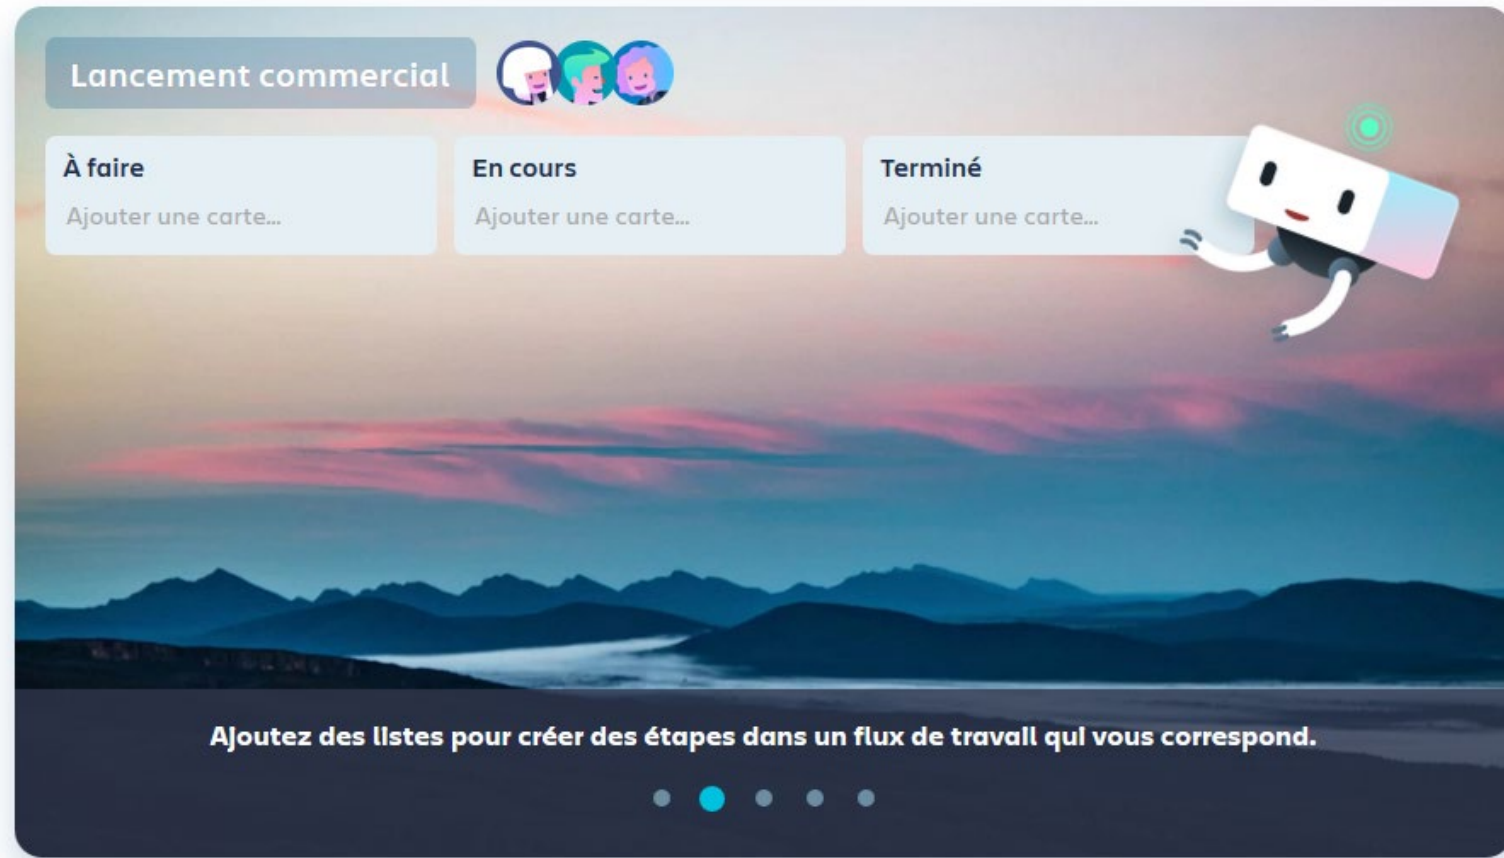 Lancement commercial
À faire
Ajouter une carte...
En cours
Ajouter une carte...
Terminé
Ajouter une carte...
Ajoutez des listes pour créer des étapes dans un flux de travail qui vous correspond.